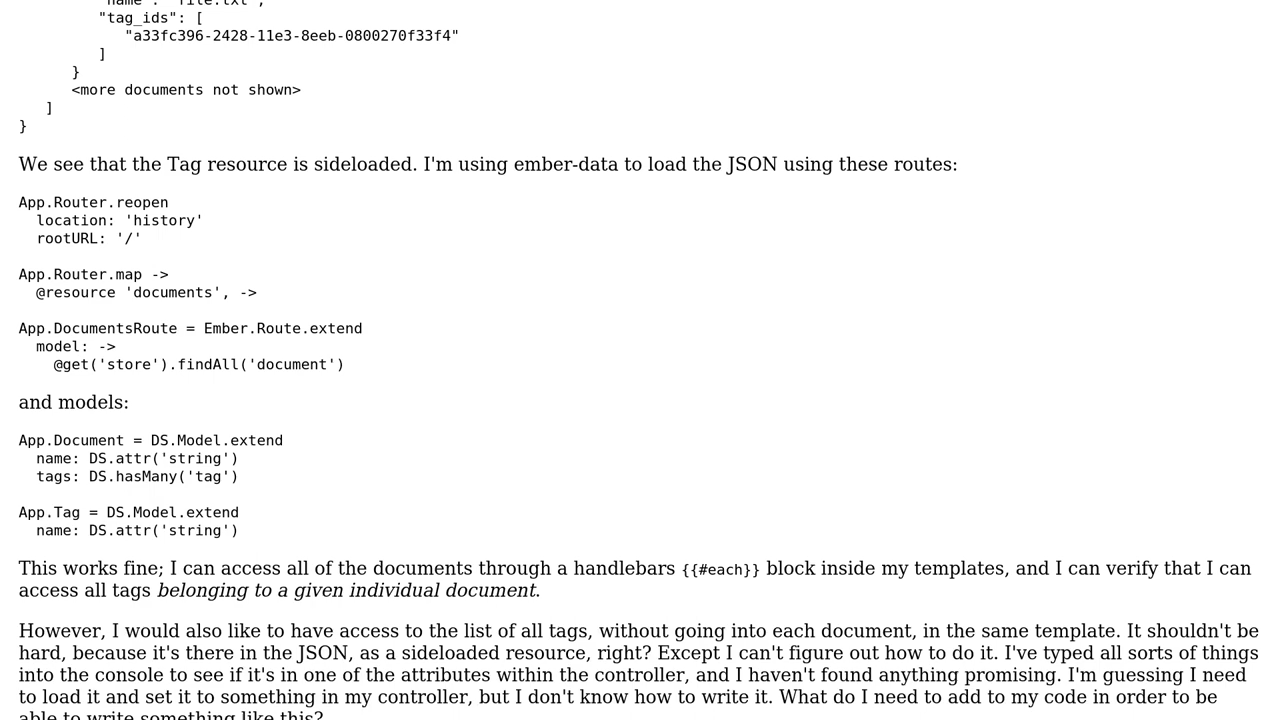 "name": "file.txt",
"tag_ids": [
"a33fc396-2428-11e3-8eeb-0800270f33f4"
]
}
<more documents not shown>
]
}
We see that the Tag resource is sideloaded. I'm using ember-data to load the JSON using these routes:
App.Router.reopen
location: 'history'
rootURL: '/'
App.Router.map ->
@resource 'documents', ->
App.DocumentsRoute = Ember.Route.extend
model: ->
@get('store').findAll('document')
and models:
App.Document = DS.Model.extend
name: DS.attr('string')
tags: DS.hasMany('tag')
App.Tag = DS.Model.extend
name: DS.attr('string')
This works fine; I can access all of the documents through a handlebars {{#each}} block inside my templates, and I can verify that I can
access all tags belonging to a given individual document.
However, I would also like to have access to the list of all tags, without going into each document, in the same template. It shouldn't be
hard, because it's there in the JSON, as a sideloaded resource, right? Except I can't figure out how to do it. I've typed all sorts of things
into the console to see if it's in one of the attributes within the controller, and I haven't found anything promising. I'm guessing I need
to load it and set it to something in my controller, but I don't know how to write it. What do I need to add to my code in order to be
able to write something like this?